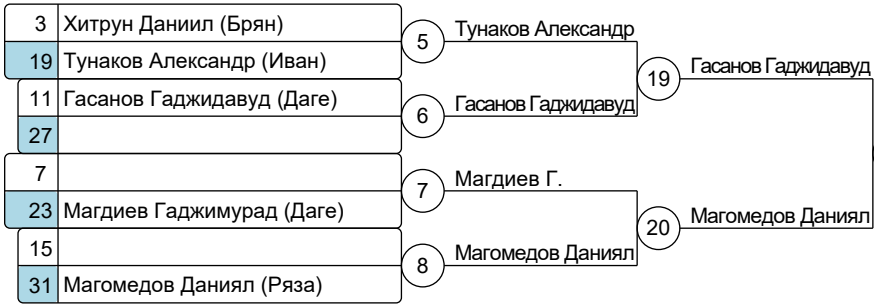 3 Хитрун Даниил (Брян)
19 Тунаков Александр (Иван)
5 Тунаков Александр
11 Гасанов Гаджидавуд (Даге)
27
6 Гасанов Гаджидавуд
19 Гасанов Гаджидавуд
7
23 Магдиев Гаджимурад (Даге)
7 Магдиев Г.
15
31 Магомедов Даниял (Ряза)
8 Магомедов Даниял
20 Магомедов Даниял